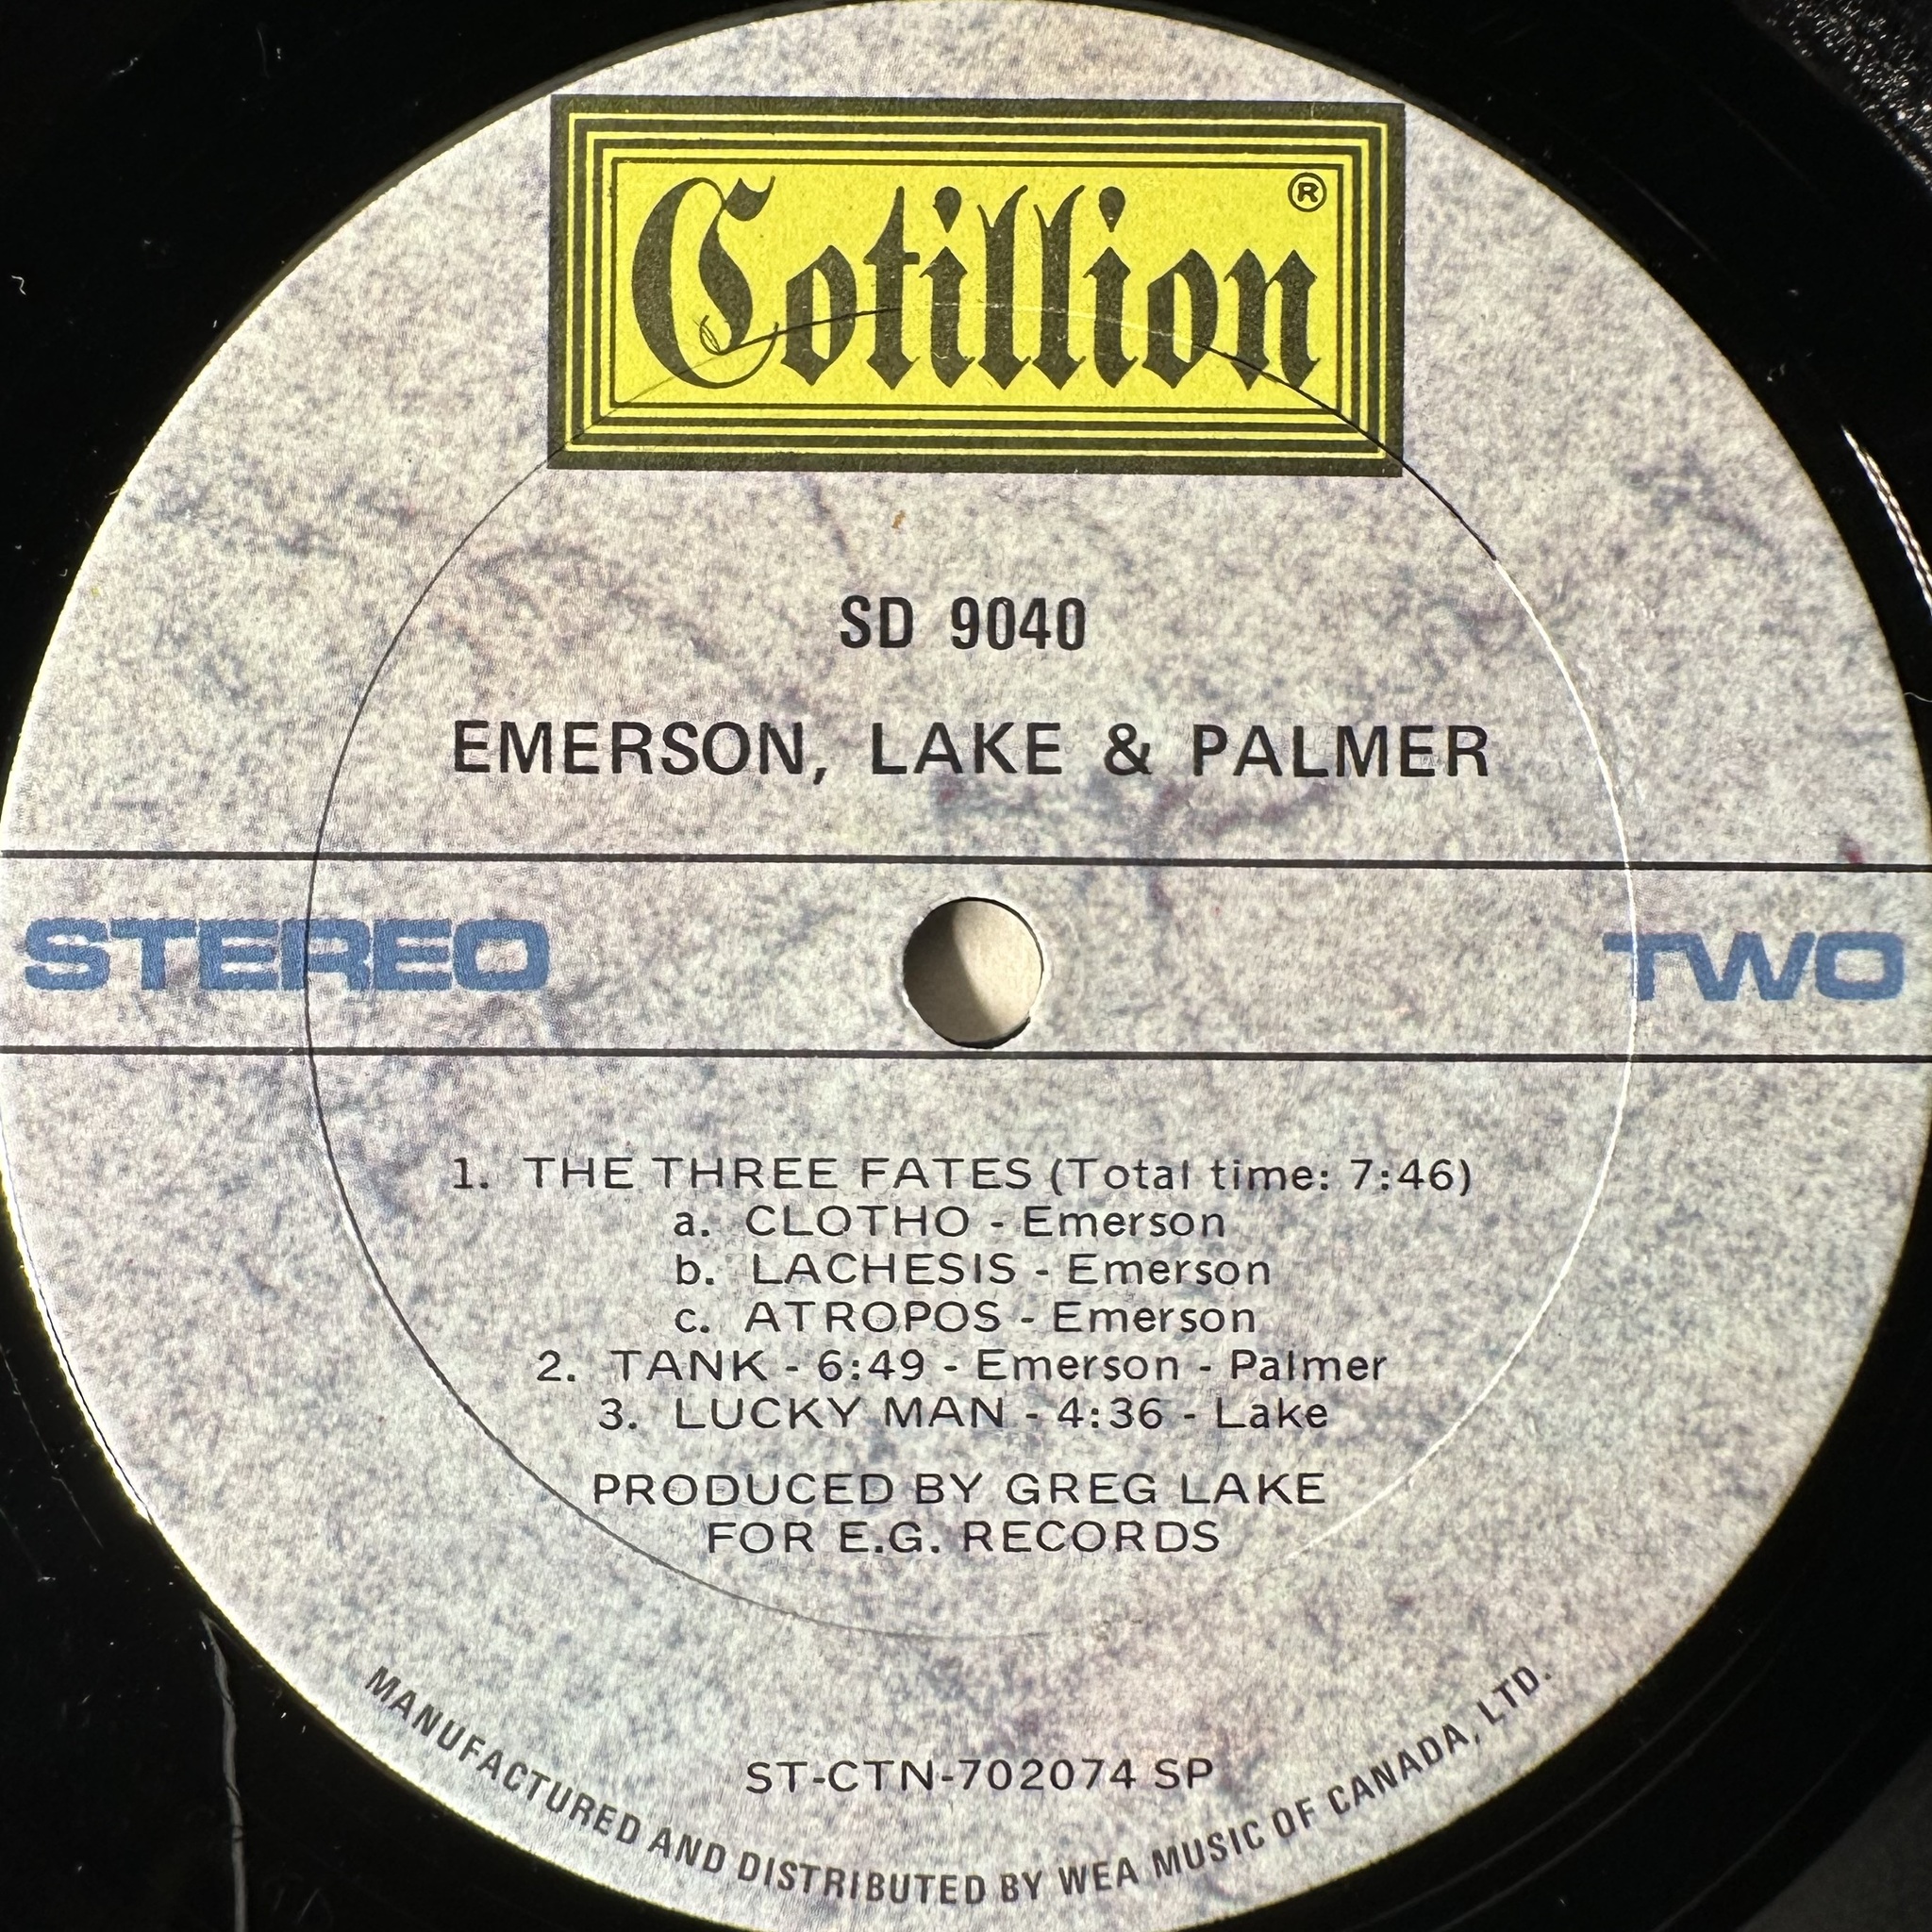 Cotillion ®
SD 9040
EMERSON, LAKE & PALMER
STEREO
TWO
1. THE THREE FATES (Total time: 7:46)
a. CLOTHO - Emerson
b. LACHESIS - Emerson
c. ATROPOS - Emerson
2. TANK - 6:49 - Emerson - Palmer
3. LUCKY MAN - 4:36 - Lake
PRODUCED BY GREG LAKE
FOR E.G. RECORDS
ST-CTN-702074 SP
MANUFACTURED AND DISTRIBUTED BY WEA MUSIC OF CANADA, LTD.